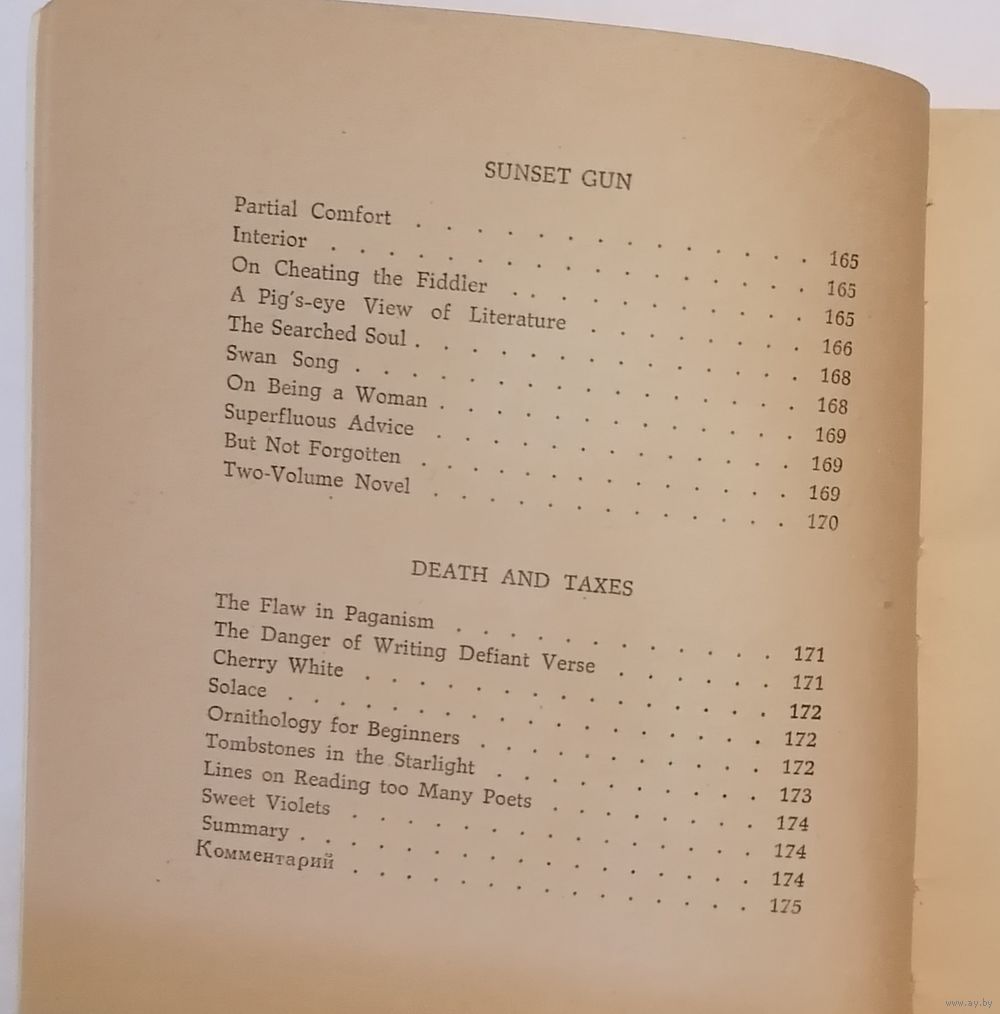 SUNSET GUN
Partial Comfort . . . . . . . . . . . . . . 165
Interior . . . . . . . . . . . . . . . . . 165
On Cheating the Fiddler . . . . . . . . . . . 165
A Pig's-eye View of Literature . . . . . . . . 166
The Searched Soul . . . . . . . . . . . . . . 168
Swan Song . . . . . . . . . . . . . . . . 168
On Being a Woman . . . . . . . . . . . . . 169
Superfluous Advice . . . . . . . . . . . . . 169
But Not Forgotten . . . . . . . . . . . . . 169
Two-Volume Novel . . . . . . . . . . . . . 170
DEATH AND TAXES
The Flaw in Paganism . . . . . . . . . . . . 171
The Danger of Writing Defiant Verse . . . . . . 171
Cherry White . . . . . . . . . . . . . . . 172
Solace . . . . . . . . . . . . . . . . . 172
Ornithology for Beginners . . . . . . . . . . 172
Tombstones in the Starlight . . . . . . . . . 173
Lines on Reading too Many Poets . . . . . . . 174
Sweet Violets . . . . . . . . . . . . . . . 174
Summary . . . . . . . . . . . . . . . . . 174
Комментарий . . . . . . . . . . . . . . . 175
www.ay.by